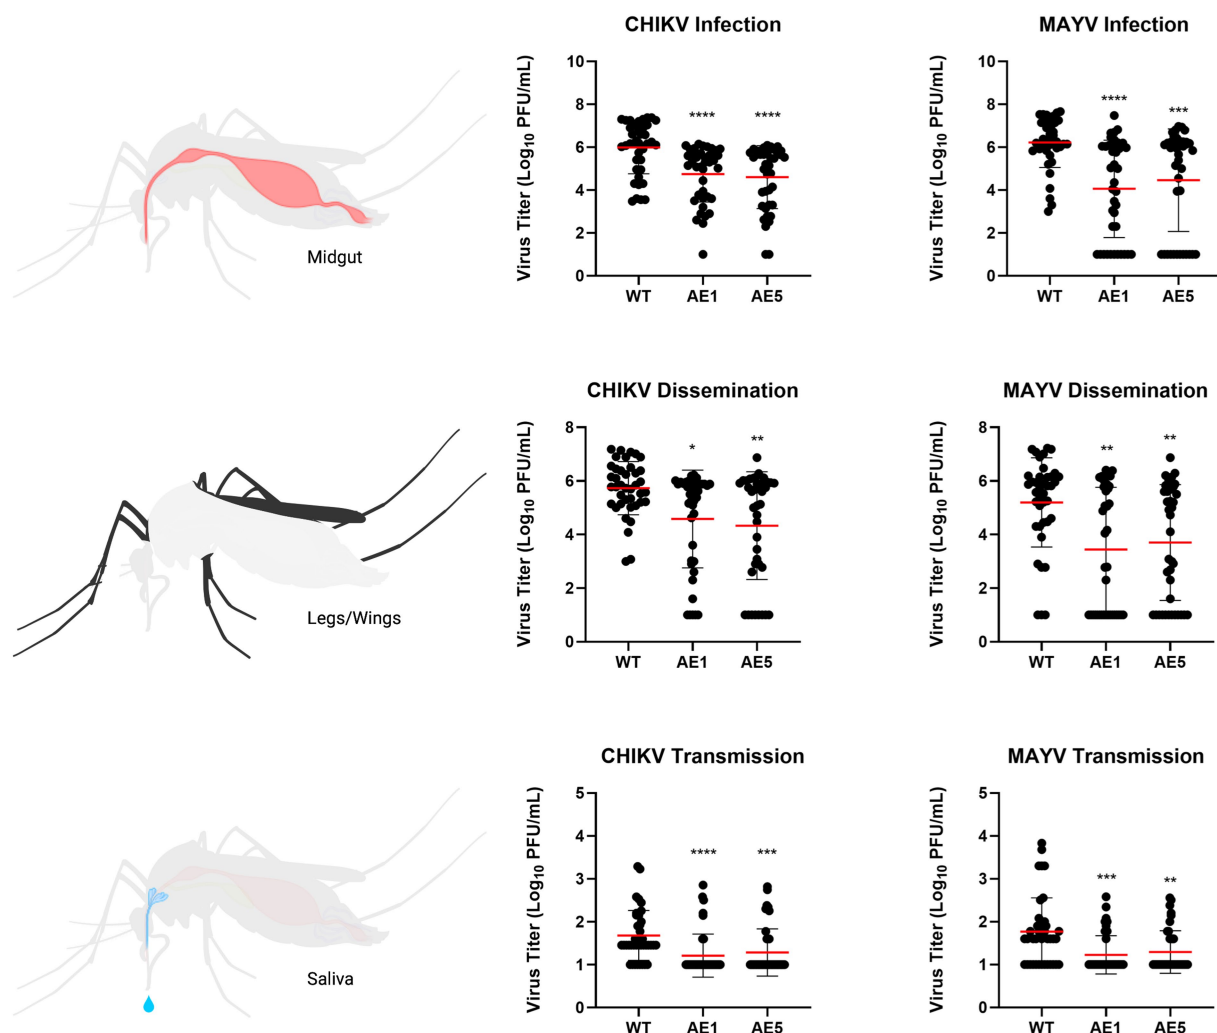 CHIKV Infection
MAYV Infection
Virus Titer (Log₁₀ PFU/mL)
10
8
6
4
2
0
****
****
WT
AE1
AE5
Virus Titer (Log₁₀ PFU/mL)
10
8
6
4
2
0
****
***
WT
AE1
AE5
Midgut
CHIKV Dissemination
MAYV Dissemination
Virus Titer (Log₁₀ PFU/mL)
8
6
4
2
0
*
**
WT
AE1
AE5
Virus Titer (Log₁₀ PFU/mL)
8
6
4
2
0
**
**
WT
AE1
AE5
Legs/Wings
CHIKV Transmission
MAYV Transmission
Virus Titer (Log₁₀ PFU/mL)
5
4
3
2
1
0
****
***
WT
AE1
AE5
Virus Titer (Log₁₀ PFU/mL)
5
4
3
2
1
0
***
**
WT
AE1
AE5
Saliva